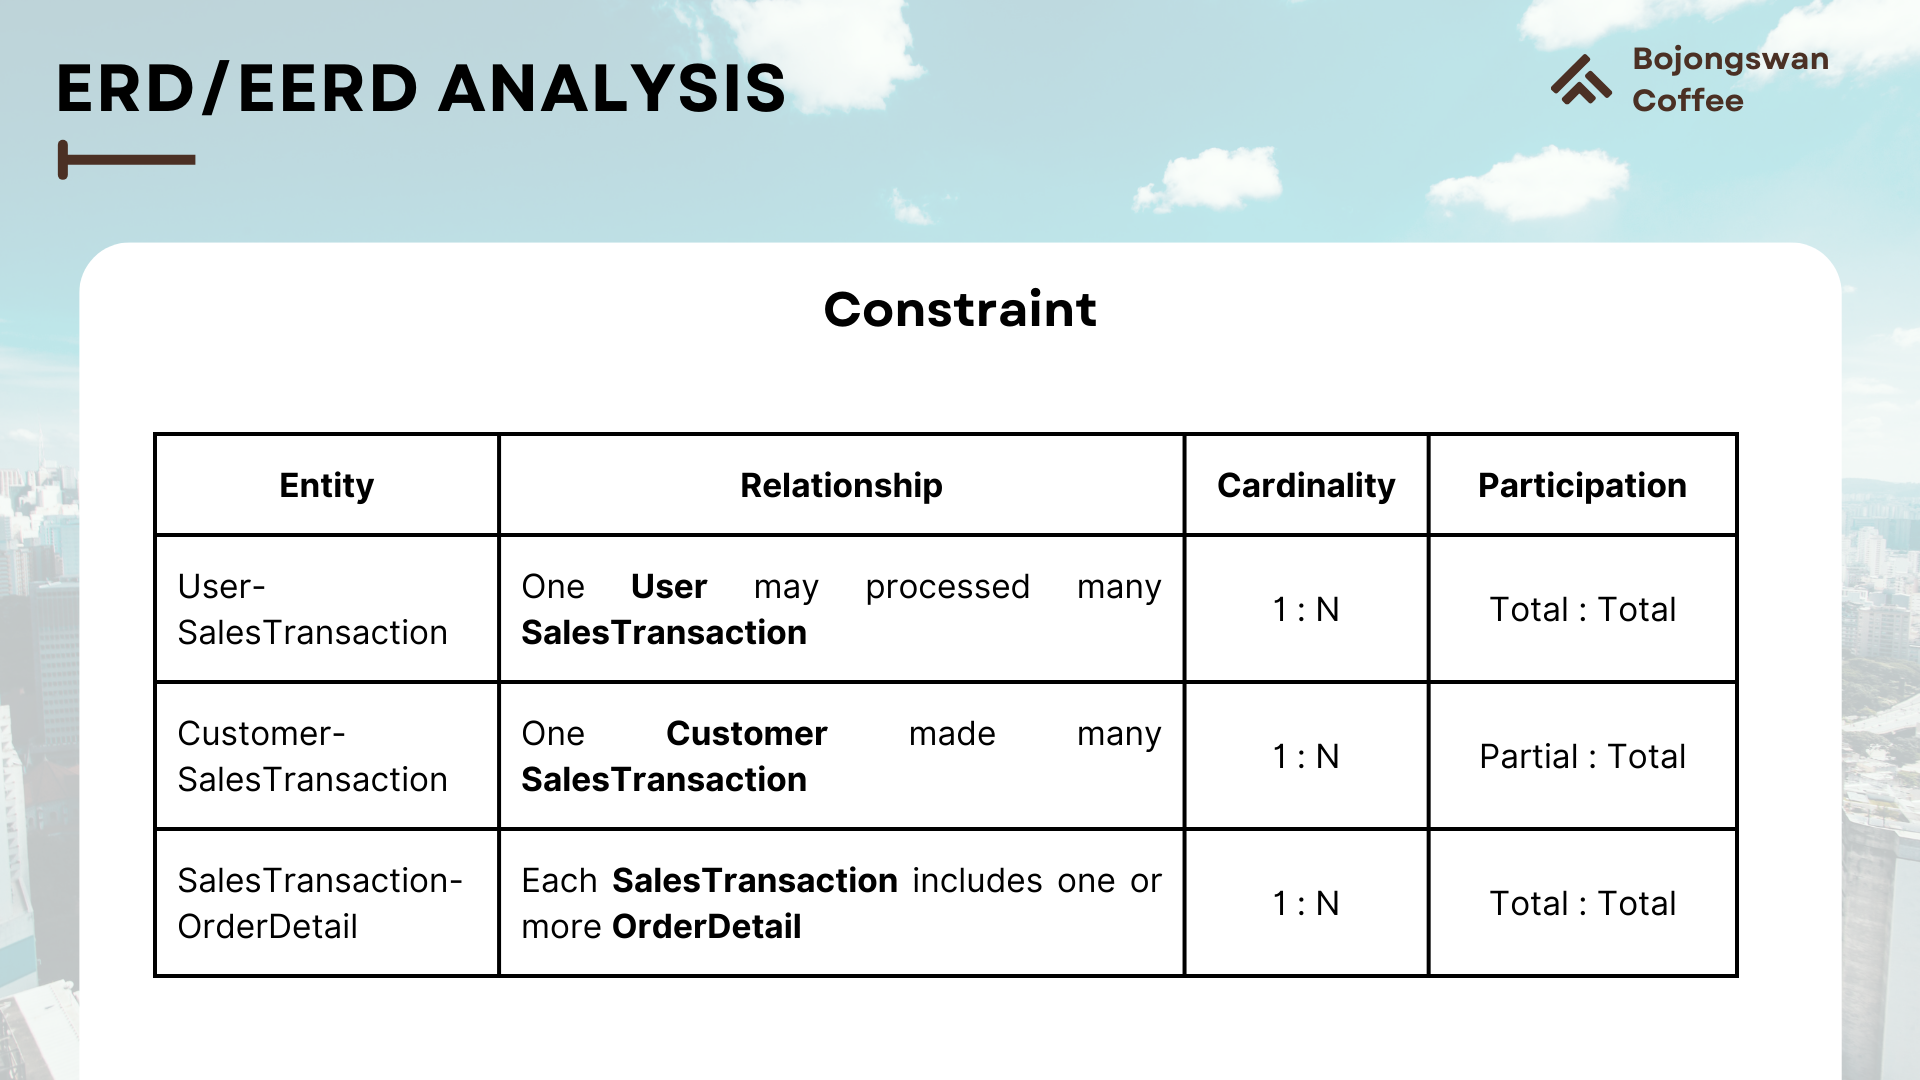 ERD/EERD ANALYSIS
Bojongswan
Coffee
Constraint
Entity
Relationship
Cardinality
Participation
User-
SalesTransaction
One User may processed many
SalesTransaction
1 : N
Total : Total
Customer-
SalesTransaction
One Customer made many
SalesTransaction
1 : N
Partial : Total
SalesTransaction-
OrderDetail
Each SalesTransaction includes one or
more OrderDetail
1 : N
Total : Total